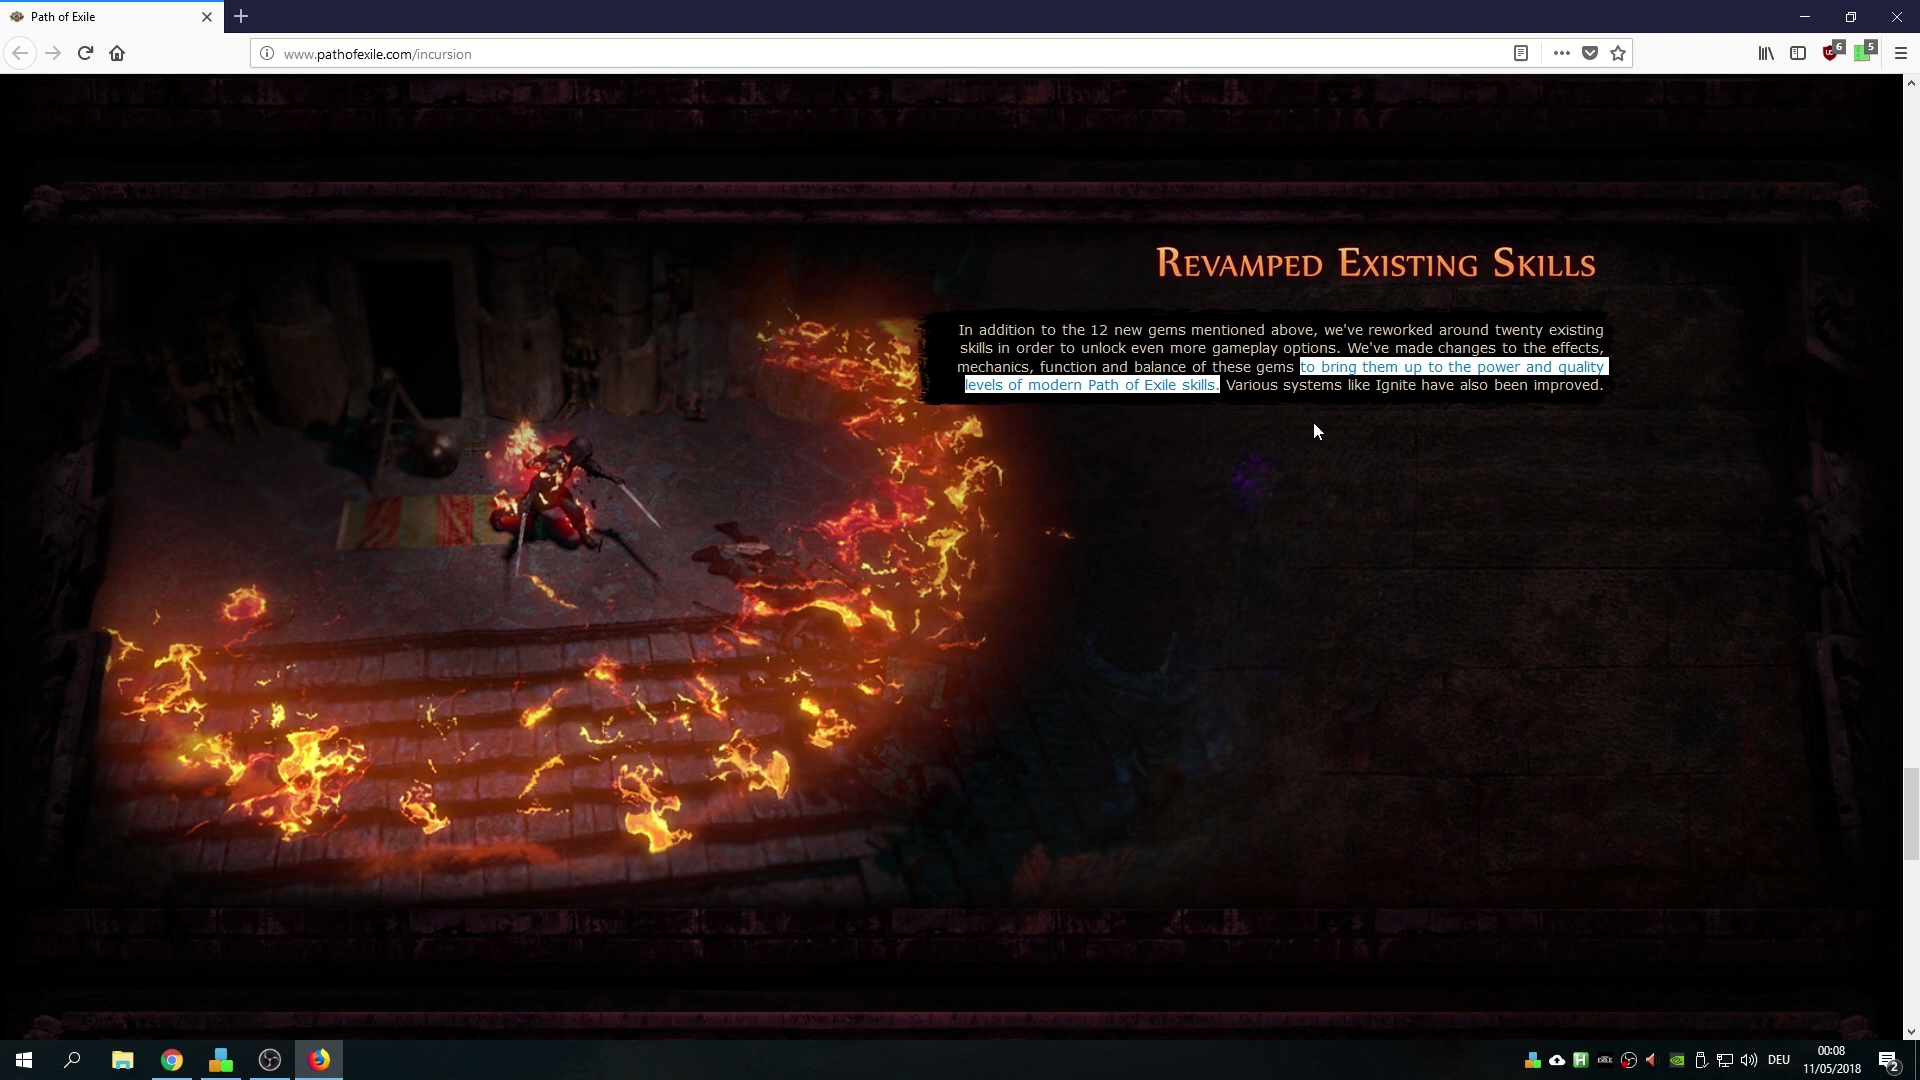 Path of Exile
www.pathofexile.com/incursion
6
5
REVAMPED EXISTING SKILLS
In addition to the 12 new gems mentioned above, we've reworked around twenty existing
skills in order to unlock even more gameplay options. We've made changes to the effects,
mechanics, function and balance of these gems to bring them up to the power and quality
levels of modern Path of Exile skills. Various systems like Ignite have also been improved.
DEU
00:08
11/05/2018
2